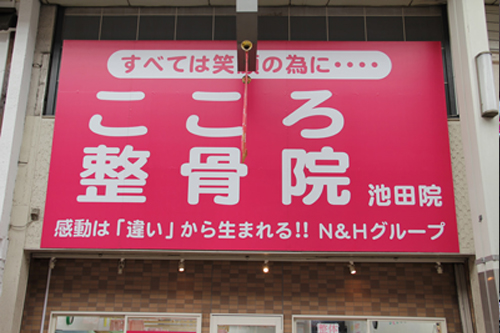 すべては笑顔の為に・・・・
こころ
整骨院 池田院
感動は「違い」から生まれる!! N&Hグループ